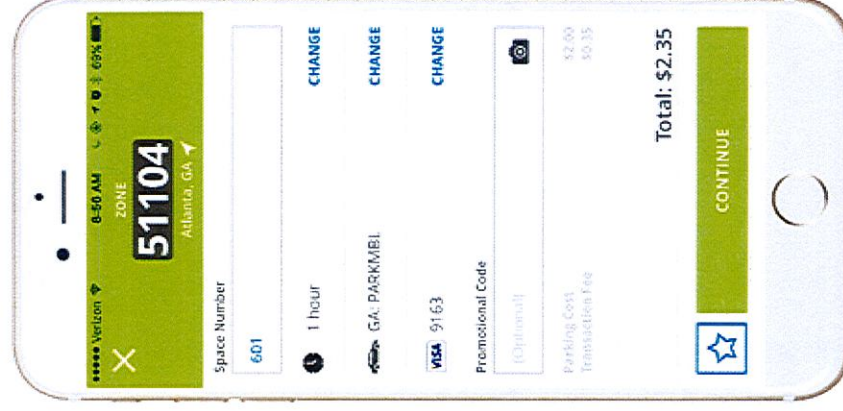 Verizon 8:50 AM 69%
ZONE
51104
Atlanta, GA
Space Number
601
1 hour CHANGE
GA: PARKMBL CHANGE
VISA 9163 CHANGE
Promotional Code
(Optional)
Parking Cost $2.00
Transaction Fee $0.35
Total: $2.35
CONTINUE